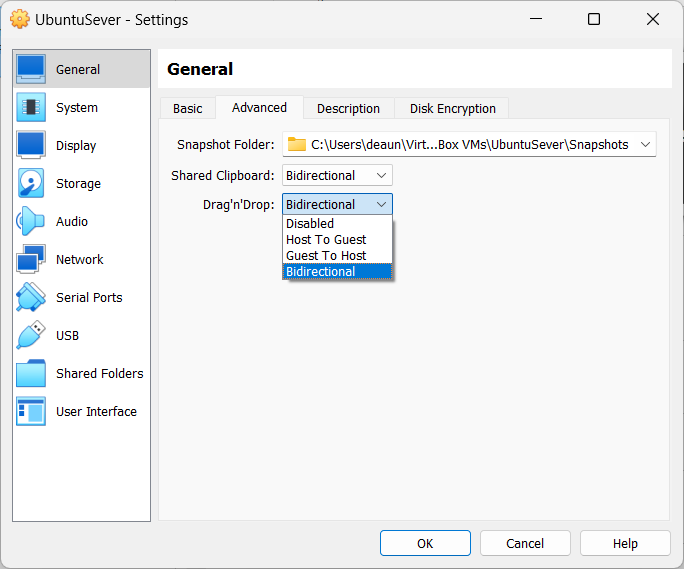 UbuntuSever - Settings
General
System
Display
Storage
Audio
Network
Serial Ports
USB
Shared Folders
User Interface
General
Basic Advanced Description Disk Encryption
Snapshot Folder: C:\Users\deaun\Virt...Box VMs\UbuntuSever\Snapshots
Shared Clipboard: Bidirectional
Drag'n'Drop: Bidirectional
Disabled
Host To Guest
Guest To Host
Bidirectional
OK Cancel Help